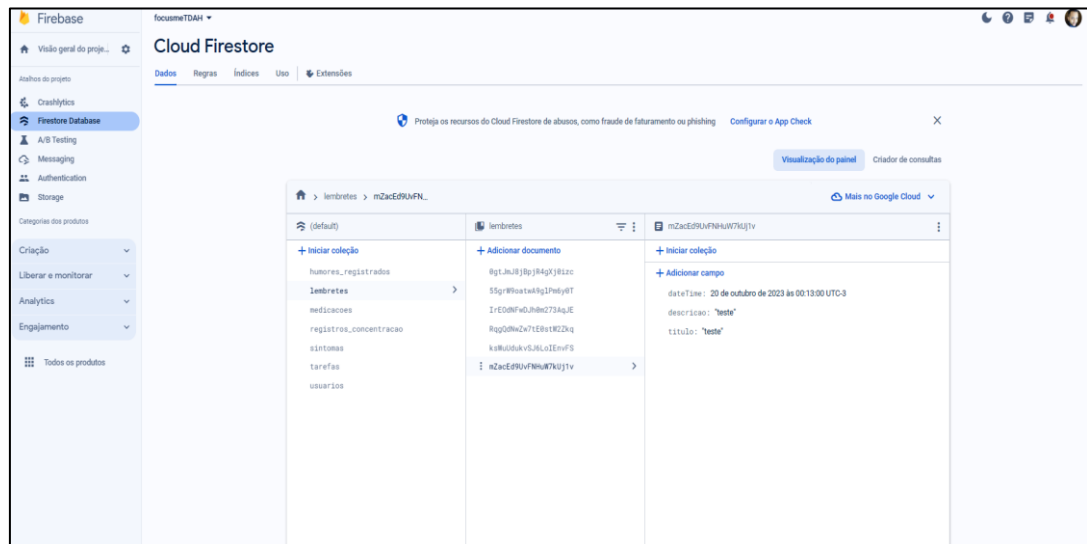 Firebase
focusmeTDAH
Visão geral do proje...
Cloud Firestore
Atalhos do projeto
Dados Regras Índices Uso Extensões
Crashlytics
Firestore Database
A/B Testing
Messaging
Authentication
Storage
Categorias dos produtos
Criação
Liberar e monitorar
Analytics
Engajamento
Todos os produtos
Proteja os recursos do Cloud Firestore de abusos, como fraude de faturamento ou phishing Configurar o App Check
Visualização do painel Criador de consultas
> lembretes > mZacEd9UvFN... Mais no Google Cloud
(default)
+ Iniciar coleção
humores_registrados
lembretes
medicacoes
registros_concentracao
sintomas
tarefas
usuarios
lembretes
+ Adicionar documento
mZacEd9UvFNHuW7kUj1v
mZacEd9UvFNHuW7kUj1v
+ Iniciar coleção
+ Adicionar campo
dateTime: 20 de outubro de 2023 às 00:13:00 UTC-3
descricao: "teste"
titulo: "teste"